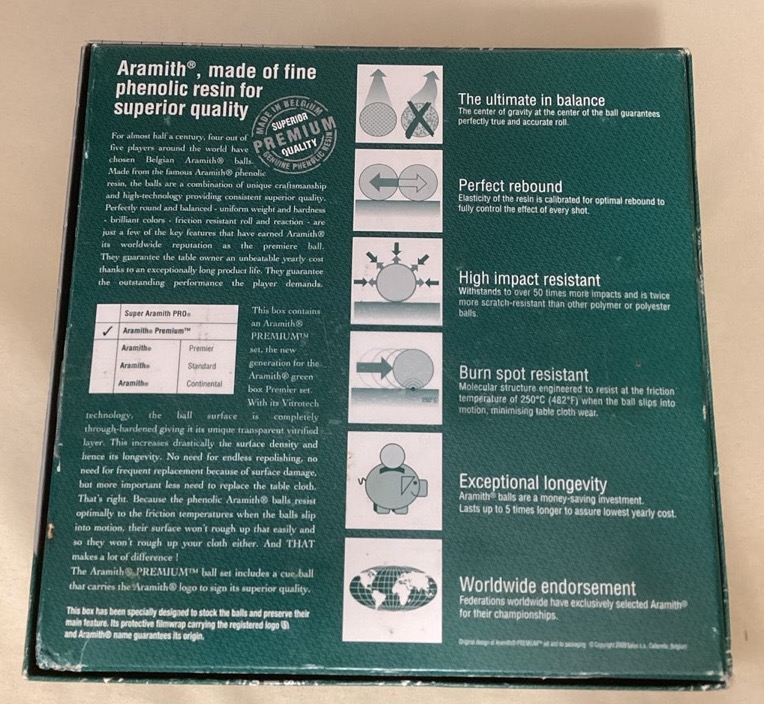 Aramith®, made of fine
phenolic resin for
superior quality
MADE IN BELGIUM
SUPERIOR
PREMIUM
QUALITY
GENUINE PHENOLIC RESIN
For almost half a century, four out of
five players around the world have
chosen Belgian Aramith® balls.
Made from the famous Aramith® phenolic
resin, the balls are a combination of unique craftsmanship
and high-technology providing consistent superior quality.
Perfectly round and balanced - uniform weight and hardness
- brilliant colors - friction resistant roll and reaction - are
just a few of the key features that have earned Aramith®
its worldwide reputation as the premiere ball.
They guarantee the table owner an unbeatable yearly cost
thanks to an exceptionally long product life. They guarantee
the outstanding performance the player demands.
Super Aramith PRO®
✓ Aramith® Premium™
Aramith® Premier
Aramith® Standard
Aramith® Continental
This box contains
an Aramith®
PREMIUM™
set, the new
generation for the
Aramith® green
box Premier set.
With its Vitrotech
technology, the ball surface is completely
through-hardened giving it its unique transparent vitrified
layer. This increases drastically the surface density and
hence its longevity. No need for endless repolishing, no
need for frequent replacement because of surface damage,
but more important less need to replace the table cloth.
That's right. Because the phenolic Aramith® balls resist
optimally to the friction temperatures when the balls slip
into motion, their surface won't rough up that easily and
so they won't rough up your cloth either. And THAT
makes a lot of difference !
The Aramith® PREMIUM™ ball set includes a cue-ball
that carries the Aramith® logo to sign its superior quality.
This box has been specially designed to stock the balls and preserve their
main feature. Its protective filmwrap carrying the registered logo
and Aramith® name guarantees its origin.
The ultimate in balance
The center of gravity at the center of the ball guarantees
perfectly true and accurate roll.
Perfect rebound
Elasticity of the resin is calibrated for optimal rebound to
fully control the effect of every shot.
High impact resistant
Withstands to over 50 times more impacts and is twice
more scratch-resistant than other polymer or polyester
balls.
250°C
Burn spot resistant
Molecular structure engineered to resist at the friction
temperature of 250°C (482°F) when the ball slips into
motion, minimising table cloth wear.
Exceptional longevity
Aramith® balls are a money-saving investment.
Lasts up to 5 times longer to assure lowest yearly cost.
Worldwide endorsement
Federations worldwide have exclusively selected Aramith®
for their championships.
Original design of Aramith® PREMIUM™ set and its packaging © Copyright